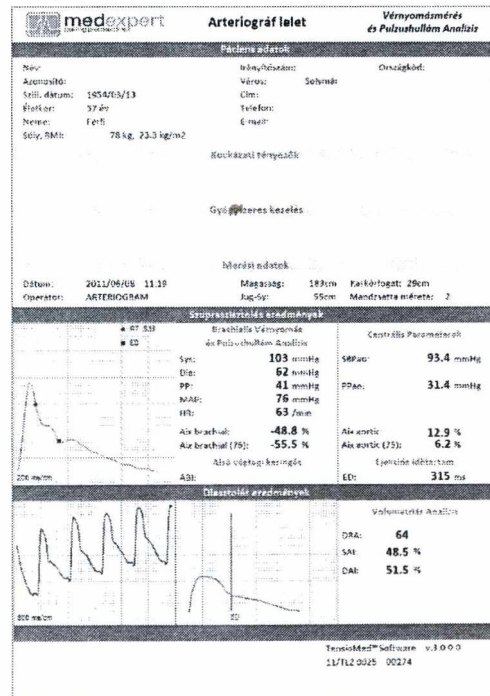 medexpert
Arteriográf lelet
Vérnyomásmérés
és Pulzushullám Analízis
Páciens adatok
Név:
Azonosító:
Szül. dátum: 1954/03/13
Életkor: 57 év
Neme: Férfi
Súly, BMI: 78 kg, 23.3 kg/m2
Irányítószám:
Város: Solymár
Cím:
Telefon:
E-mail:
Országkód:
Kockázati tényezők
Gyógyszeres kezelés
Mérési adatok
Dátum: 2011/06/08 11:19 Magasság: 183cm Karkörfogat: 29cm
Operátor: ARTERIOGRAM Jug-Sy: 55cm Mandzsetta mérete: 2
Szupraszisztolés eredmények
ED
200 ms/cm
Brachiális Vérnyomás
és Pulzushullám Analízis
Sys: 103 mmHg
Dia: 62 mmHg
PP: 41 mmHg
MAP: 76 mmHg
HR: 63 /min
Aix brachial: -48.8 %
Aix brachial (75): -55.5 %
Alsó végtagi keringés
ABI:
Centrális Paraméterek
SBPao: 93.4 mmHg
PPao: 31.4 mmHg
Aix aortic: 12.9 %
Aix aortic (75): 6.2 %
Ejekciós időtartam
ED: 315 ms
Diasztolés eredmények
ED
Volumetriás Analízis
DRA: 64
SAI: 48.5 %
DAI: 51.5 %
TensioMed™ Software v.3.0.0.0
11/TL2 0025 00274